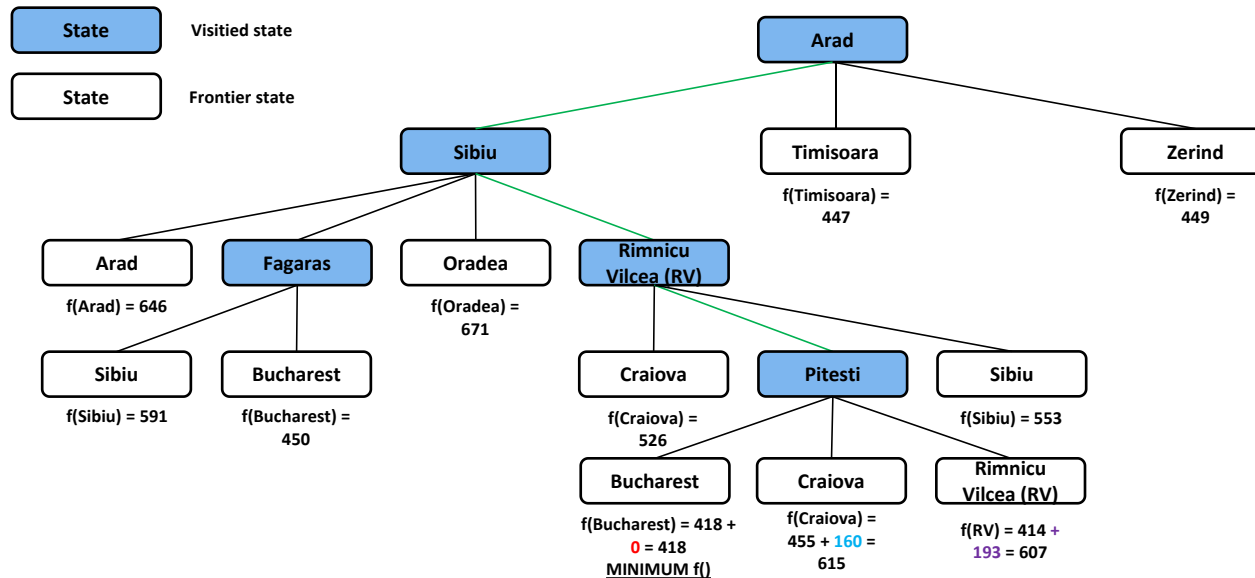 State
Visitied state
Arad
State
Frontier state
Sibiu
Timisoara
Zerind
f(Timisoara) =
447
f(Zerind) =
449
Arad
Fagaras
Oradea
Rimnicu
Vilcea (RV)
f(Arad) = 646
f(Oradea) =
671
Sibiu
Bucharest
Craiova
Pitesti
Sibiu
f(Sibiu) = 591
f(Bucharest) =
450
f(Craiova) =
526
f(Sibiu) = 553
Bucharest
Craiova
Rimnicu
Vilcea (RV)
f(Bucharest) = 418 +
0 = 418
MINIMUM f()
f(Craiova) =
455 + 160 =
615
f(RV) = 414 +
193 = 607